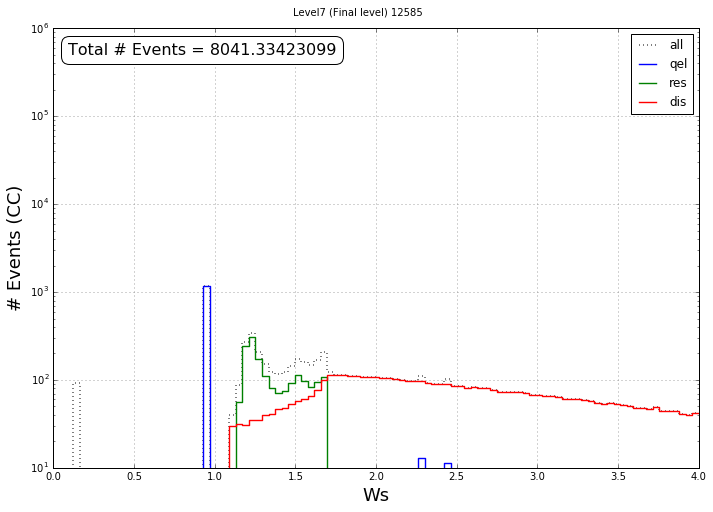 Level7 (Final level) 12585
Total # Events = 8041.33423099
all
qel
res
dis
# Events (CC)
10^6
10^5
10^4
10^3
10^2
10^1
0.0 0.5 1.0 1.5 2.0 2.5 3.0 3.5 4.0
Ws